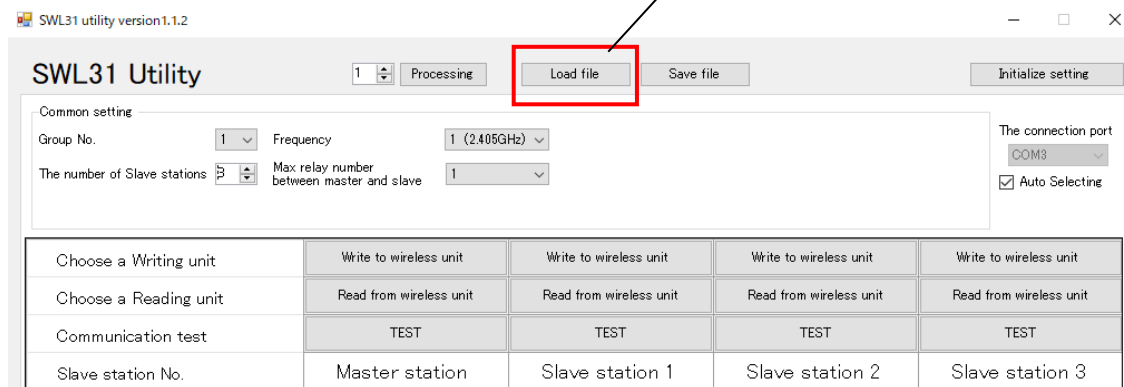 SWL31 utility version1.1.2
SWL31 Utility 1 Processing Load file Save file Initialize setting
Common setting
Group No. 1 Frequency 1 (2.405GHz)
The number of Slave stations 3 Max relay number
between master and slave 1
The connection port
COM3
Auto Selecting
Choose a Writing unit Write to wireless unit Write to wireless unit Write to wireless unit Write to wireless unit
Choose a Reading unit Read from wireless unit Read from wireless unit Read from wireless unit Read from wireless unit
Communication test TEST TEST TEST TEST
Slave station No. Master station Slave station 1 Slave station 2 Slave station 3